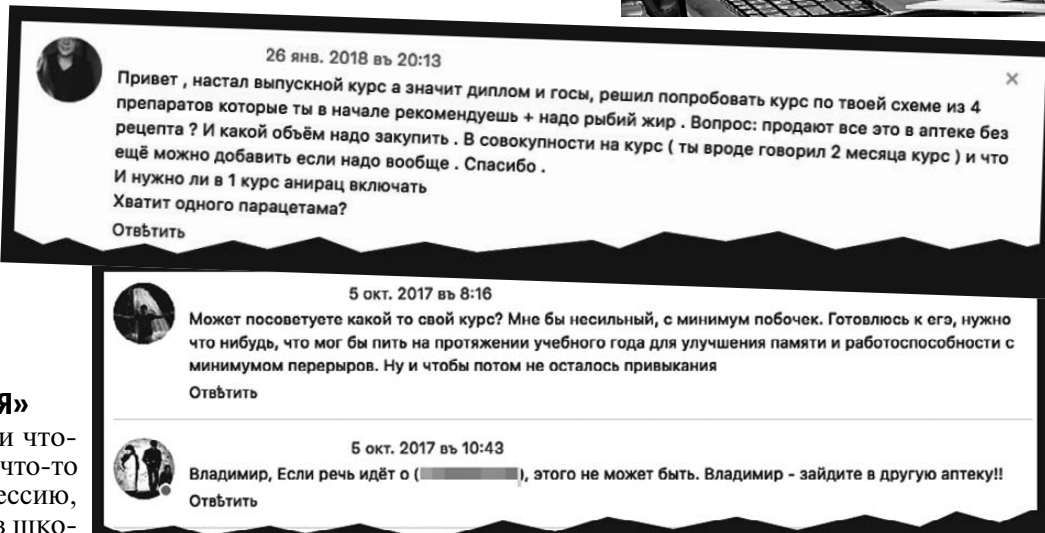 26 янв. 2018 въ 20:13
Привет , настал выпускной курс а значит диплом и госы, решил попробовать курс по твоей схеме из 4
препаратов которые ты в начале рекомендуешь + надо рыбий жир . Вопрос: продают все это в аптеке без
рецепта ? И какой объём надо закупить . В совокупности на курс ( ты вроде говорил 2 месяца курс ) и что
ещё можно добавить если надо вообще . Спасибо .
И нужно ли в 1 курс анирац включать
Хватит одного парацетама?
Отвѣтить
5 окт. 2017 въ 8:16
Может посоветуете какой то свой курс? Мне бы несильный, с минимум побочек. Готовлюсь к егэ, нужно
что нибудь, что мог бы пить на протяжении учебного года для улучшения памяти и работоспособности с
минимумом перерыров. Ну и чтобы потом не осталось привыкания
Отвѣтить
5 окт. 2017 въ 10:43
Владимир, Если речь идёт о ( ), этого не может быть. Владимир - зайдите в другую аптеку!!
Отвѣтить
Я»
и что-
что-то
ессию,
в шко-